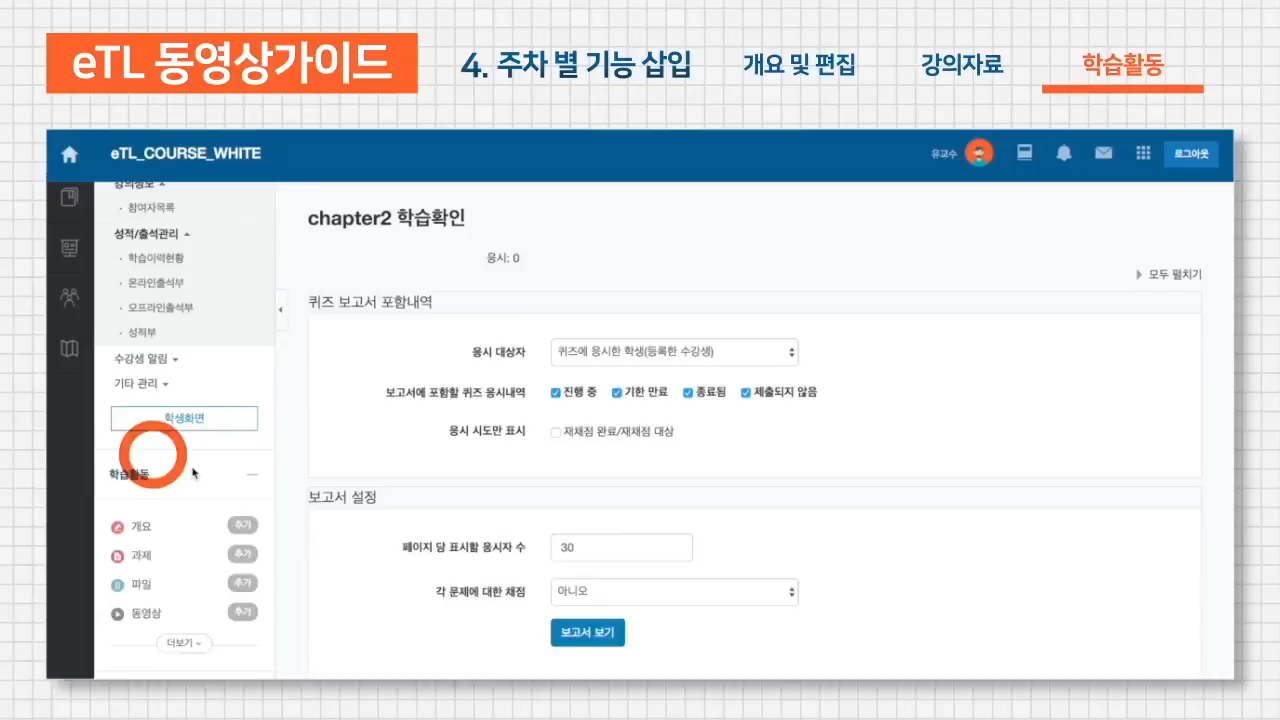 eTL 동영상가이드
4. 주차 별 기능 삽입
개요 및 편집
강의자료
학습활동
eTL_COURSE_WHITE
유교수
로그아웃
강의정보
참여자목록
성적/출석관리
학습이력현황
온라인출석부
오프라인출석부
성적부
수강생 알림
기타 관리
학생화면
학습활동
개요 추가
과제 추가
파일 추가
동영상 추가
더보기
chapter2 학습확인
응시: 0
모두 펼치기
퀴즈 보고서 포함내역
응시 대상자 퀴즈에 응시한 학생(등록한 수강생)
보고서에 포함할 퀴즈 응시내역 진행 중 기한 만료 종료됨 제출되지 않음
응시 시도만 표시 재채점 완료/재채점 대상
보고서 설정
페이지 당 표시할 응시자 수 30
각 문제에 대한 채점 아니오
보고서 보기